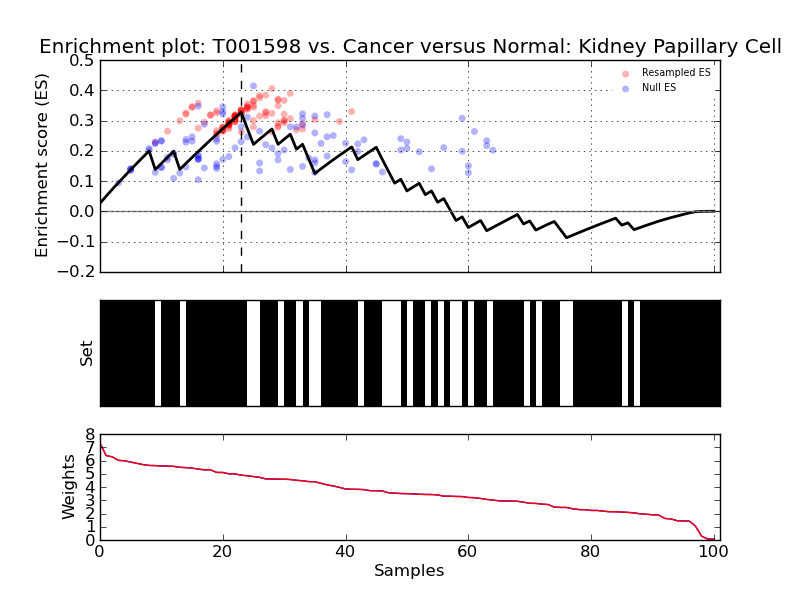 Enrichment plot: T001598 vs. Cancer versus Normal: Kidney Papillary Cell
0.5
0.4
0.3
0.2
0.1
0.0
−0.1
−0.2
Enrichment score (ES)
Resampled ES
Null ES
Set
8
7
6
5
4
3
2
1
0
Weights
0 20 40 60 80 100
Samples